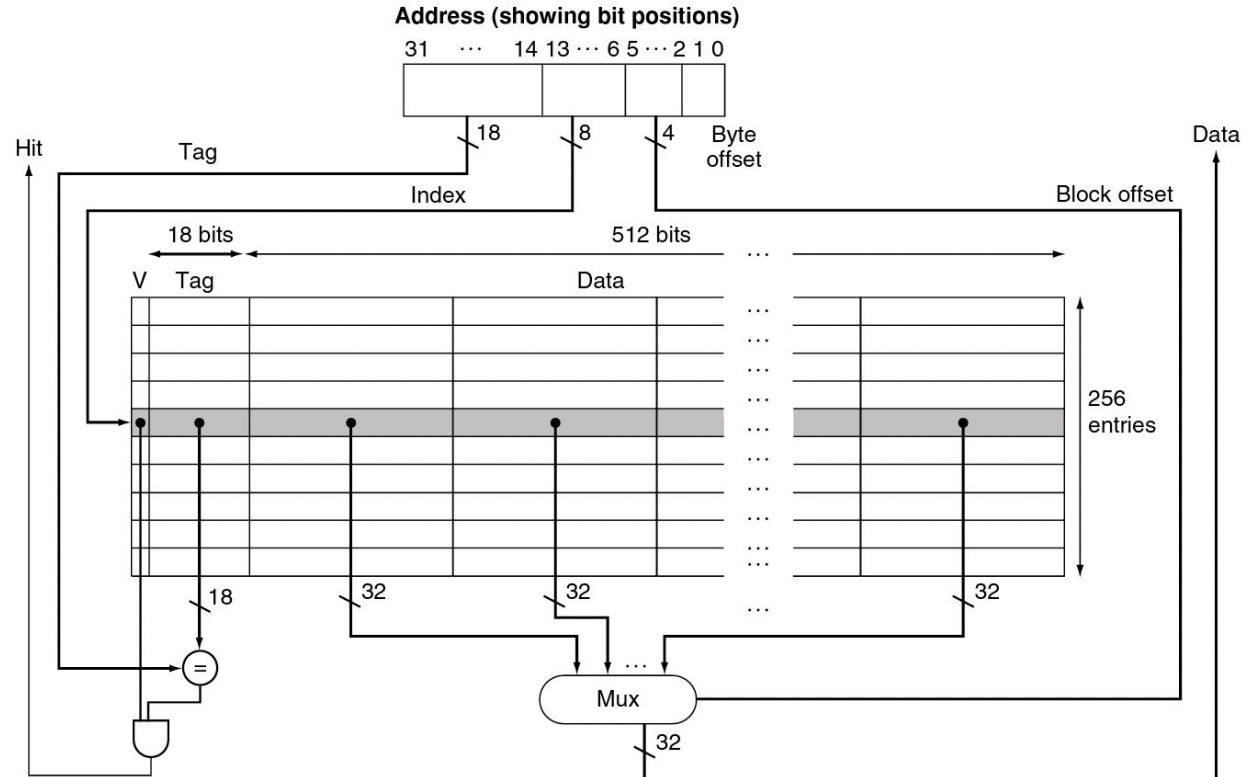 Address (showing bit positions)
31 ··· 14 13 ··· 6 5 ··· 2 1 0
18 8 4 Byte
offset
Hit
Tag
Data
Index
Block offset
18 bits
512 bits
···
V Tag Data
···
···
···
···
···
···
···
···
···
···
256
entries
18 32 32 ··· 32
=
···
Mux
32